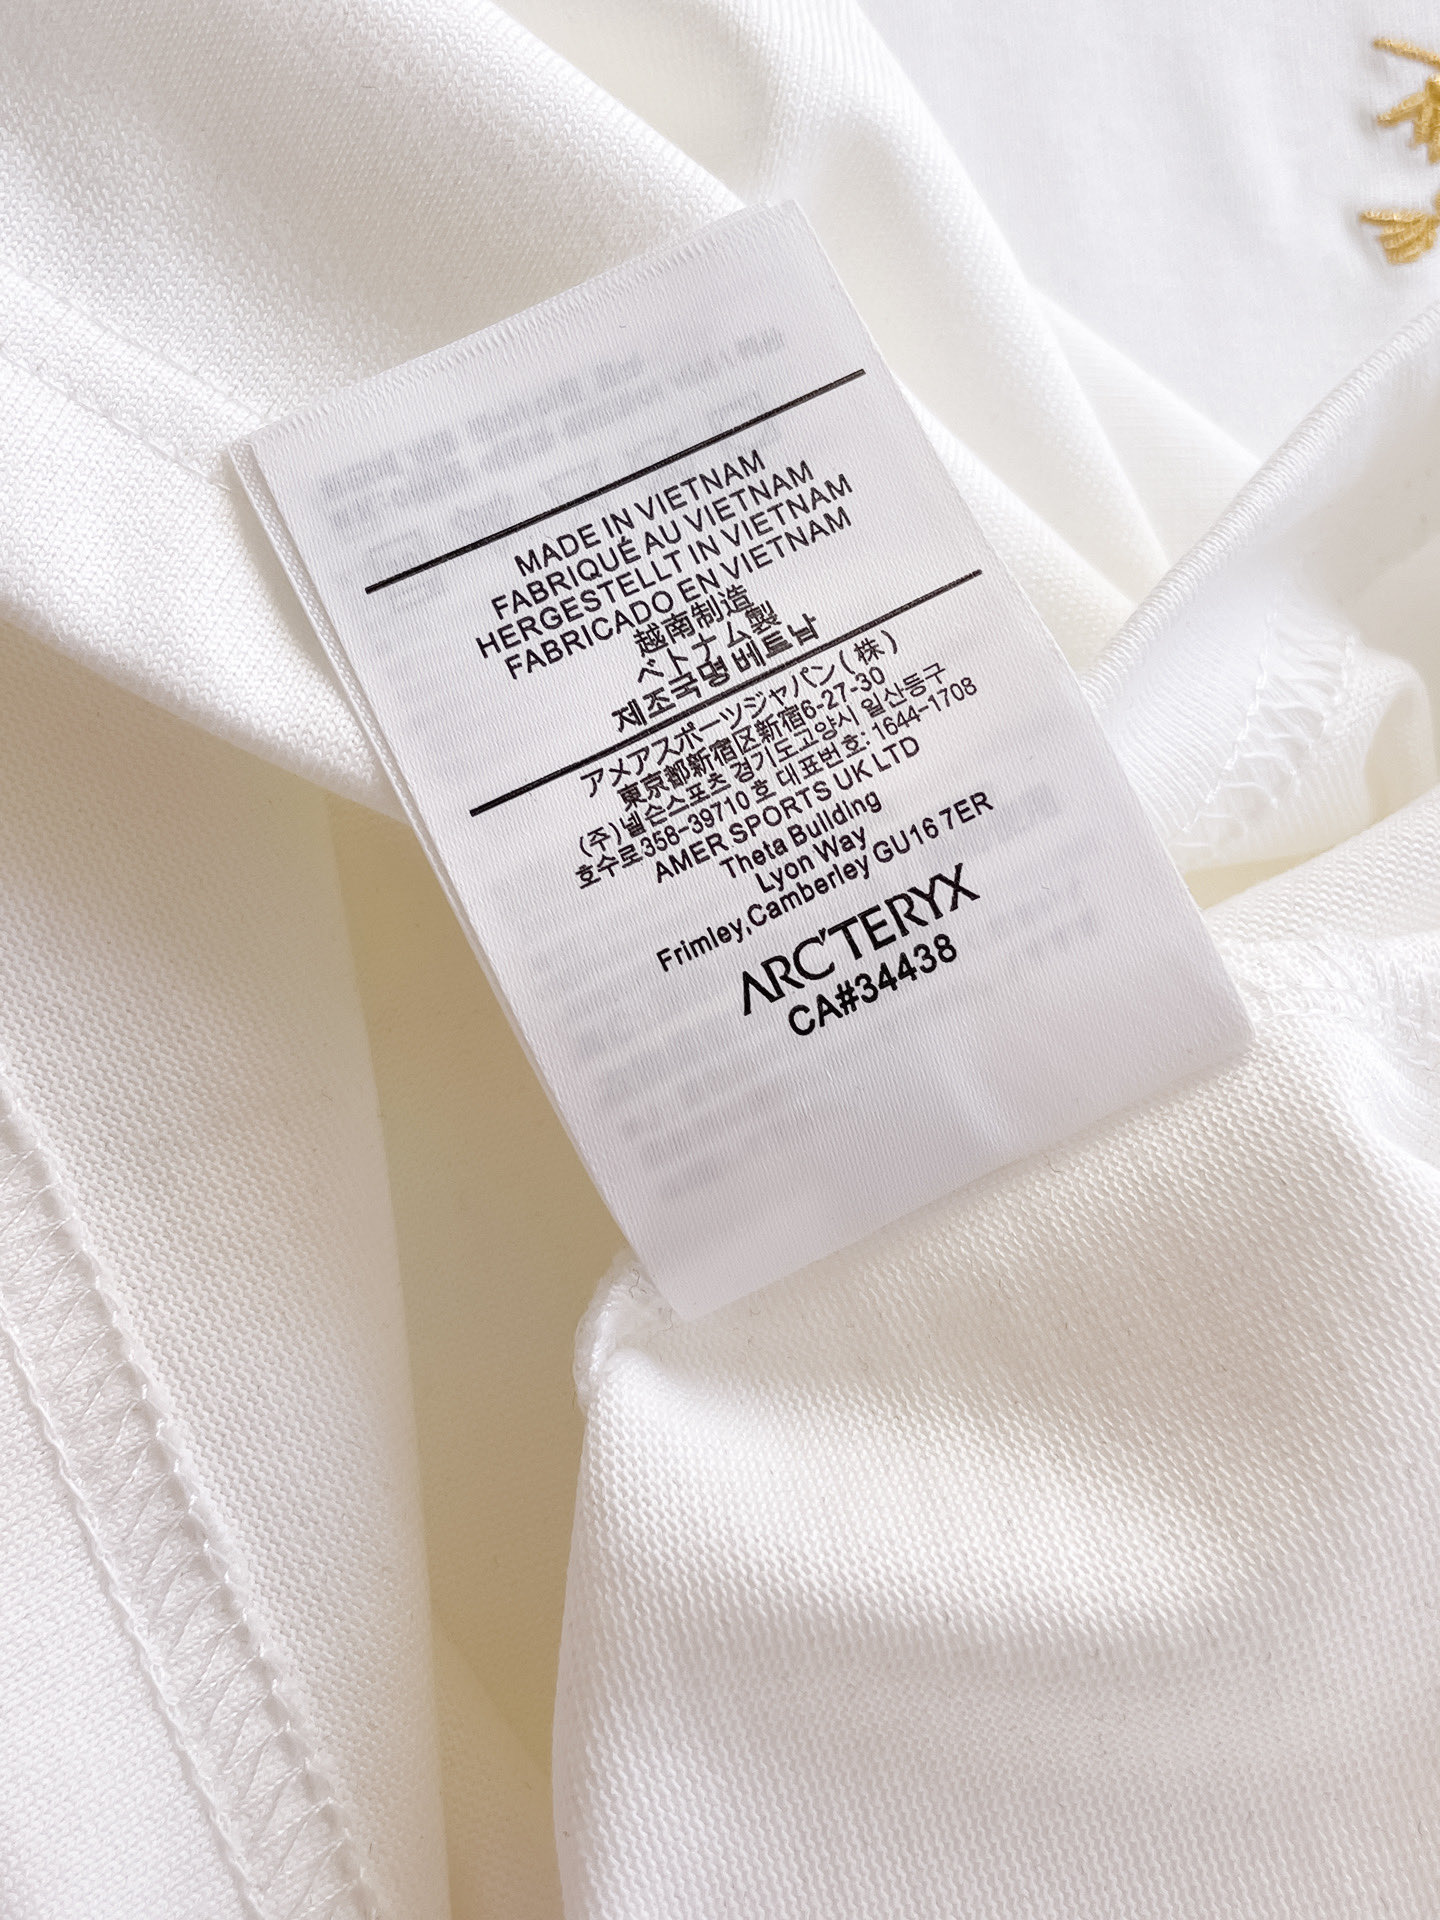 MADE IN VIETNAM
FABRIQUÉ AU VIETNAM
HERGESTELLT IN VIETNAM
FABRICADO EN VIETNAM
越南制造
ベトナム製
제조국명 베트남
アメアスポーツジャパン(株)
東京都新宿区新宿6-27-30
(주)넬슨스포츠 경기도고양시 일산동구
호수로358-39710호 대표번호: 1644-1708
AMER SPORTS UK LTD
Theta Building
Lyon Way
Frimley,Camberley GU16 7ER
ARC'TERYX
CA#34438